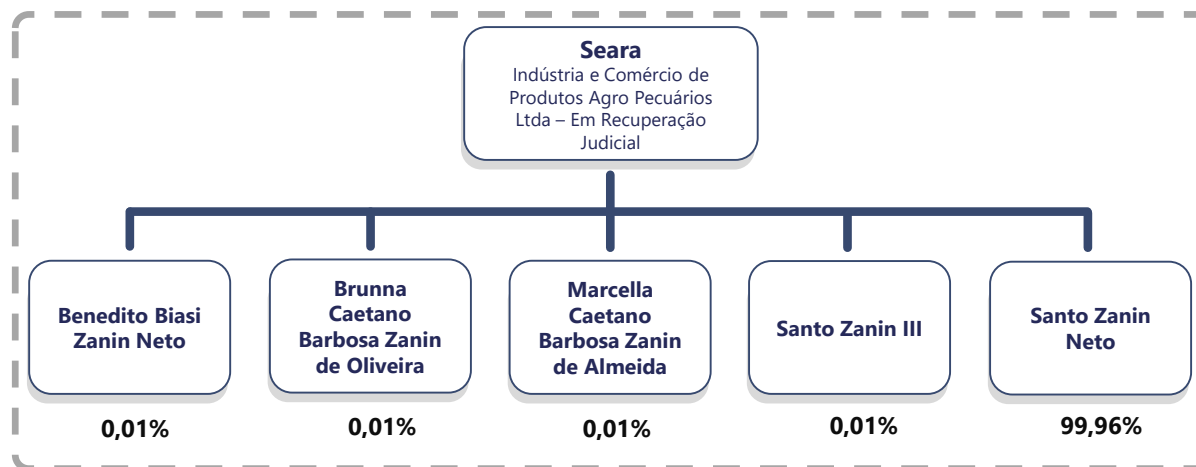 Seara
Indústria e Comércio de
Produtos Agro Pecuários
Ltda – Em Recuperação
Judicial
Benedito Biasi
Zanin Neto
Brunna
Caetano
Barbosa Zanin
de Oliveira
Marcella
Caetano
Barbosa Zanin
de Almeida
Santo Zanin III
Santo Zanin
Neto
0,01%
0,01%
0,01%
0,01%
99,96%